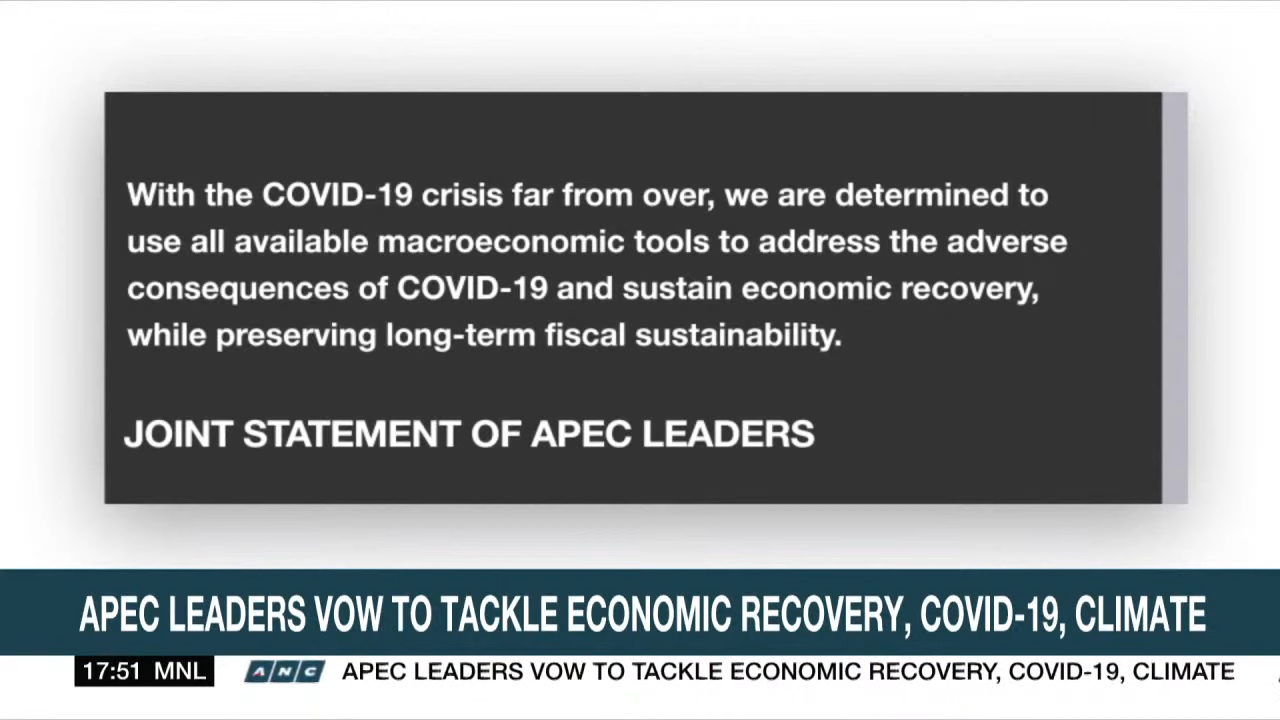 With the COVID-19 crisis far from over, we are determined to
use all available macroeconomic tools to address the adverse
consequences of COVID-19 and sustain economic recovery,
while preserving long-term fiscal sustainability.
JOINT STATEMENT OF APEC LEADERS
APEC LEADERS VOW TO TACKLE ECONOMIC RECOVERY, COVID-19, CLIMATE
17:51 MNL ANC APEC LEADERS VOW TO TACKLE ECONOMIC RECOVERY, COVID-19, CLIMATE